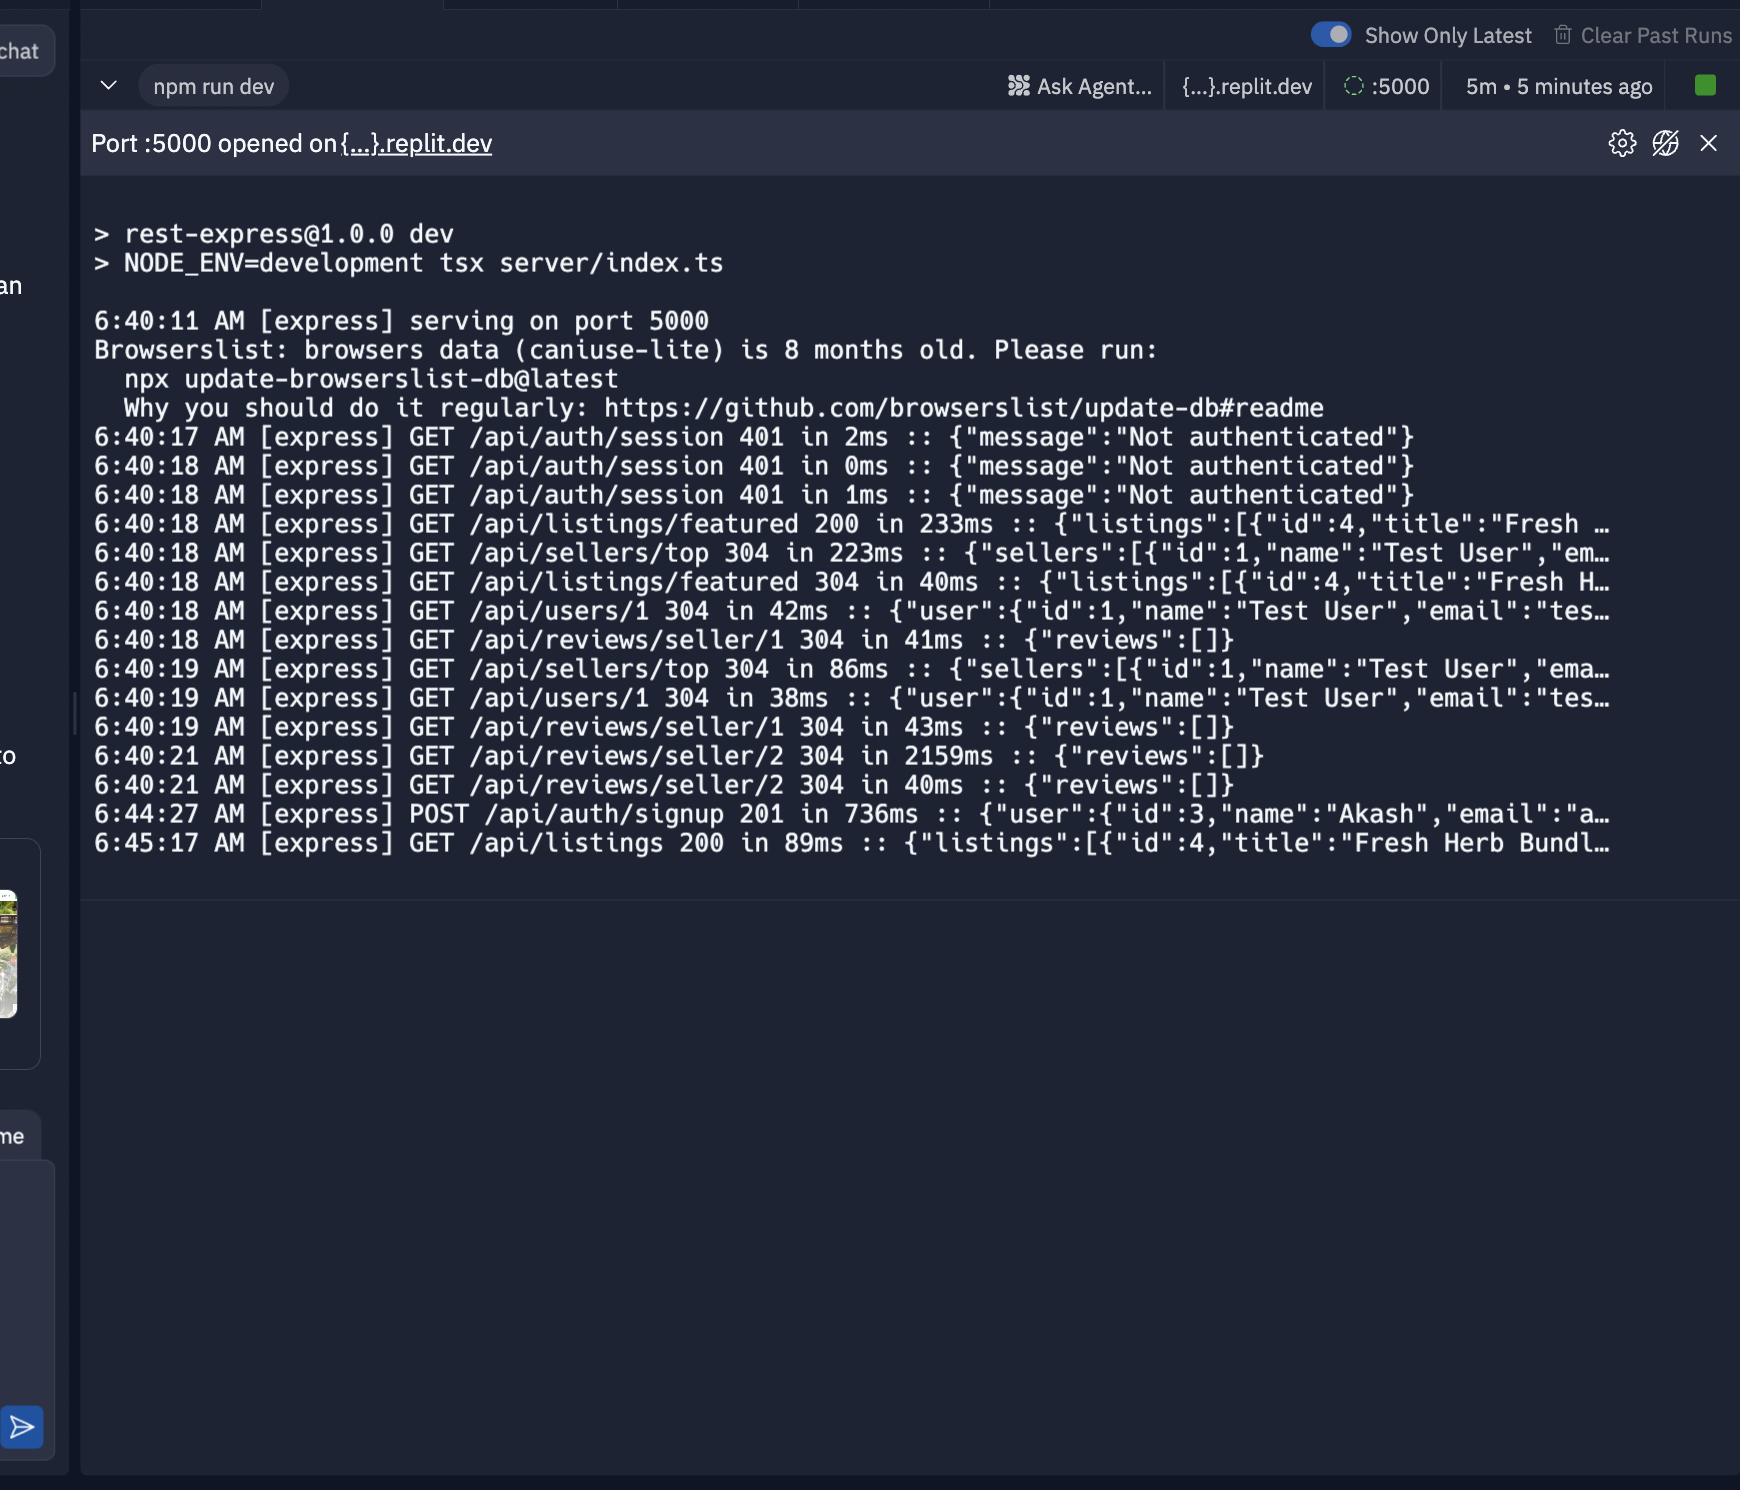 Show Only Latest Clear Past Runs
chat
npm run dev Ask Agent... {...}.replit.dev :5000 5m • 5 minutes ago
Port :5000 opened on {...}.replit.dev
> rest-express@1.0.0 dev
> NODE_ENV=development tsx server/index.ts
an
6:40:11 AM [express] serving on port 5000
Browserslist: browsers data (caniuse-lite) is 8 months old. Please run:
npx update-browserslist-db@latest
Why you should do it regularly: https://github.com/browserslist/update-db#readme
6:40:17 AM [express] GET /api/auth/session 401 in 2ms :: {"message":"Not authenticated"}
6:40:18 AM [express] GET /api/auth/session 401 in 0ms :: {"message":"Not authenticated"}
6:40:18 AM [express] GET /api/auth/session 401 in 1ms :: {"message":"Not authenticated"}
6:40:18 AM [express] GET /api/listings/featured 200 in 233ms :: {"listings":[{"id":4,"title":"Fresh …
6:40:18 AM [express] GET /api/sellers/top 304 in 223ms :: {"sellers":[{"id":1,"name":"Test User","em…
6:40:18 AM [express] GET /api/listings/featured 304 in 40ms :: {"listings":[{"id":4,"title":"Fresh H…
6:40:18 AM [express] GET /api/users/1 304 in 42ms :: {"user":{"id":1,"name":"Test User","email":"tes…
6:40:18 AM [express] GET /api/reviews/seller/1 304 in 41ms :: {"reviews":[]}
6:40:19 AM [express] GET /api/sellers/top 304 in 86ms :: {"sellers":[{"id":1,"name":"Test User","ema…
6:40:19 AM [express] GET /api/users/1 304 in 38ms :: {"user":{"id":1,"name":"Test User","email":"tes…
6:40:19 AM [express] GET /api/reviews/seller/1 304 in 43ms :: {"reviews":[]}
6:40:21 AM [express] GET /api/reviews/seller/2 304 in 2159ms :: {"reviews":[]}
to
6:40:21 AM [express] GET /api/reviews/seller/2 304 in 40ms :: {"reviews":[]}
6:44:27 AM [express] POST /api/auth/signup 201 in 736ms :: {"user":{"id":3,"name":"Akash","email":"a…
6:45:17 AM [express] GET /api/listings 200 in 89ms :: {"listings":[{"id":4,"title":"Fresh Herb Bundl…
me